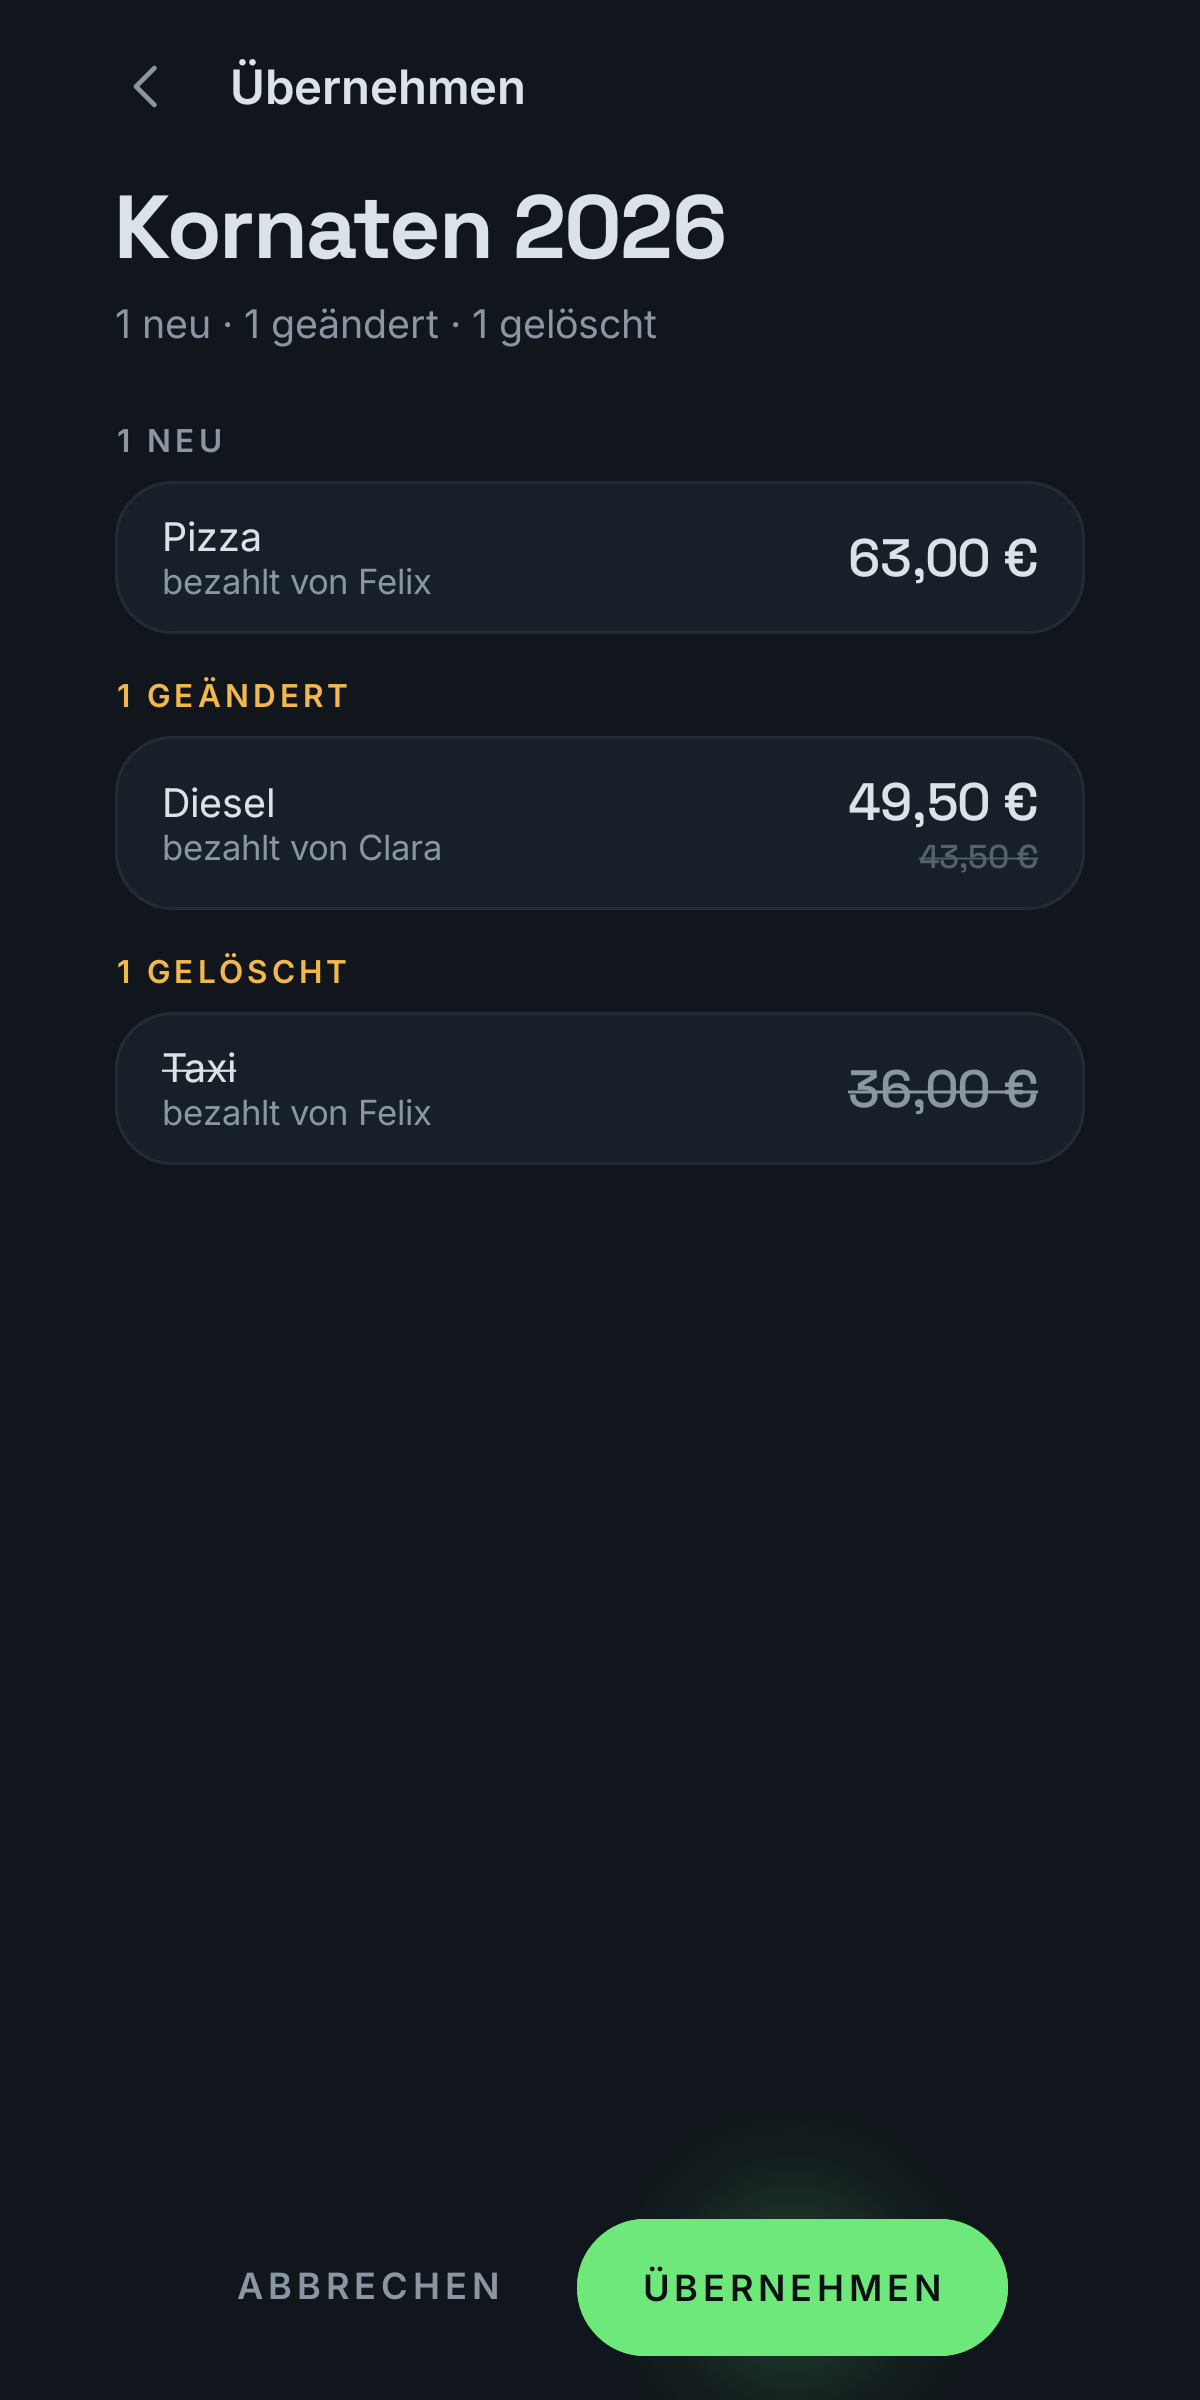 Übernehmen
Kornaten 2026
1 neu · 1 geändert · 1 gelöscht
1 NEU
Pizza
bezahlt von Felix
63,00 €
1 GEÄNDERT
Diesel
bezahlt von Clara
49,50 €
43,50 €
1 GELÖSCHT
Taxi
bezahlt von Felix
36,00 €
ABBRECHEN
ÜBERNEHMEN